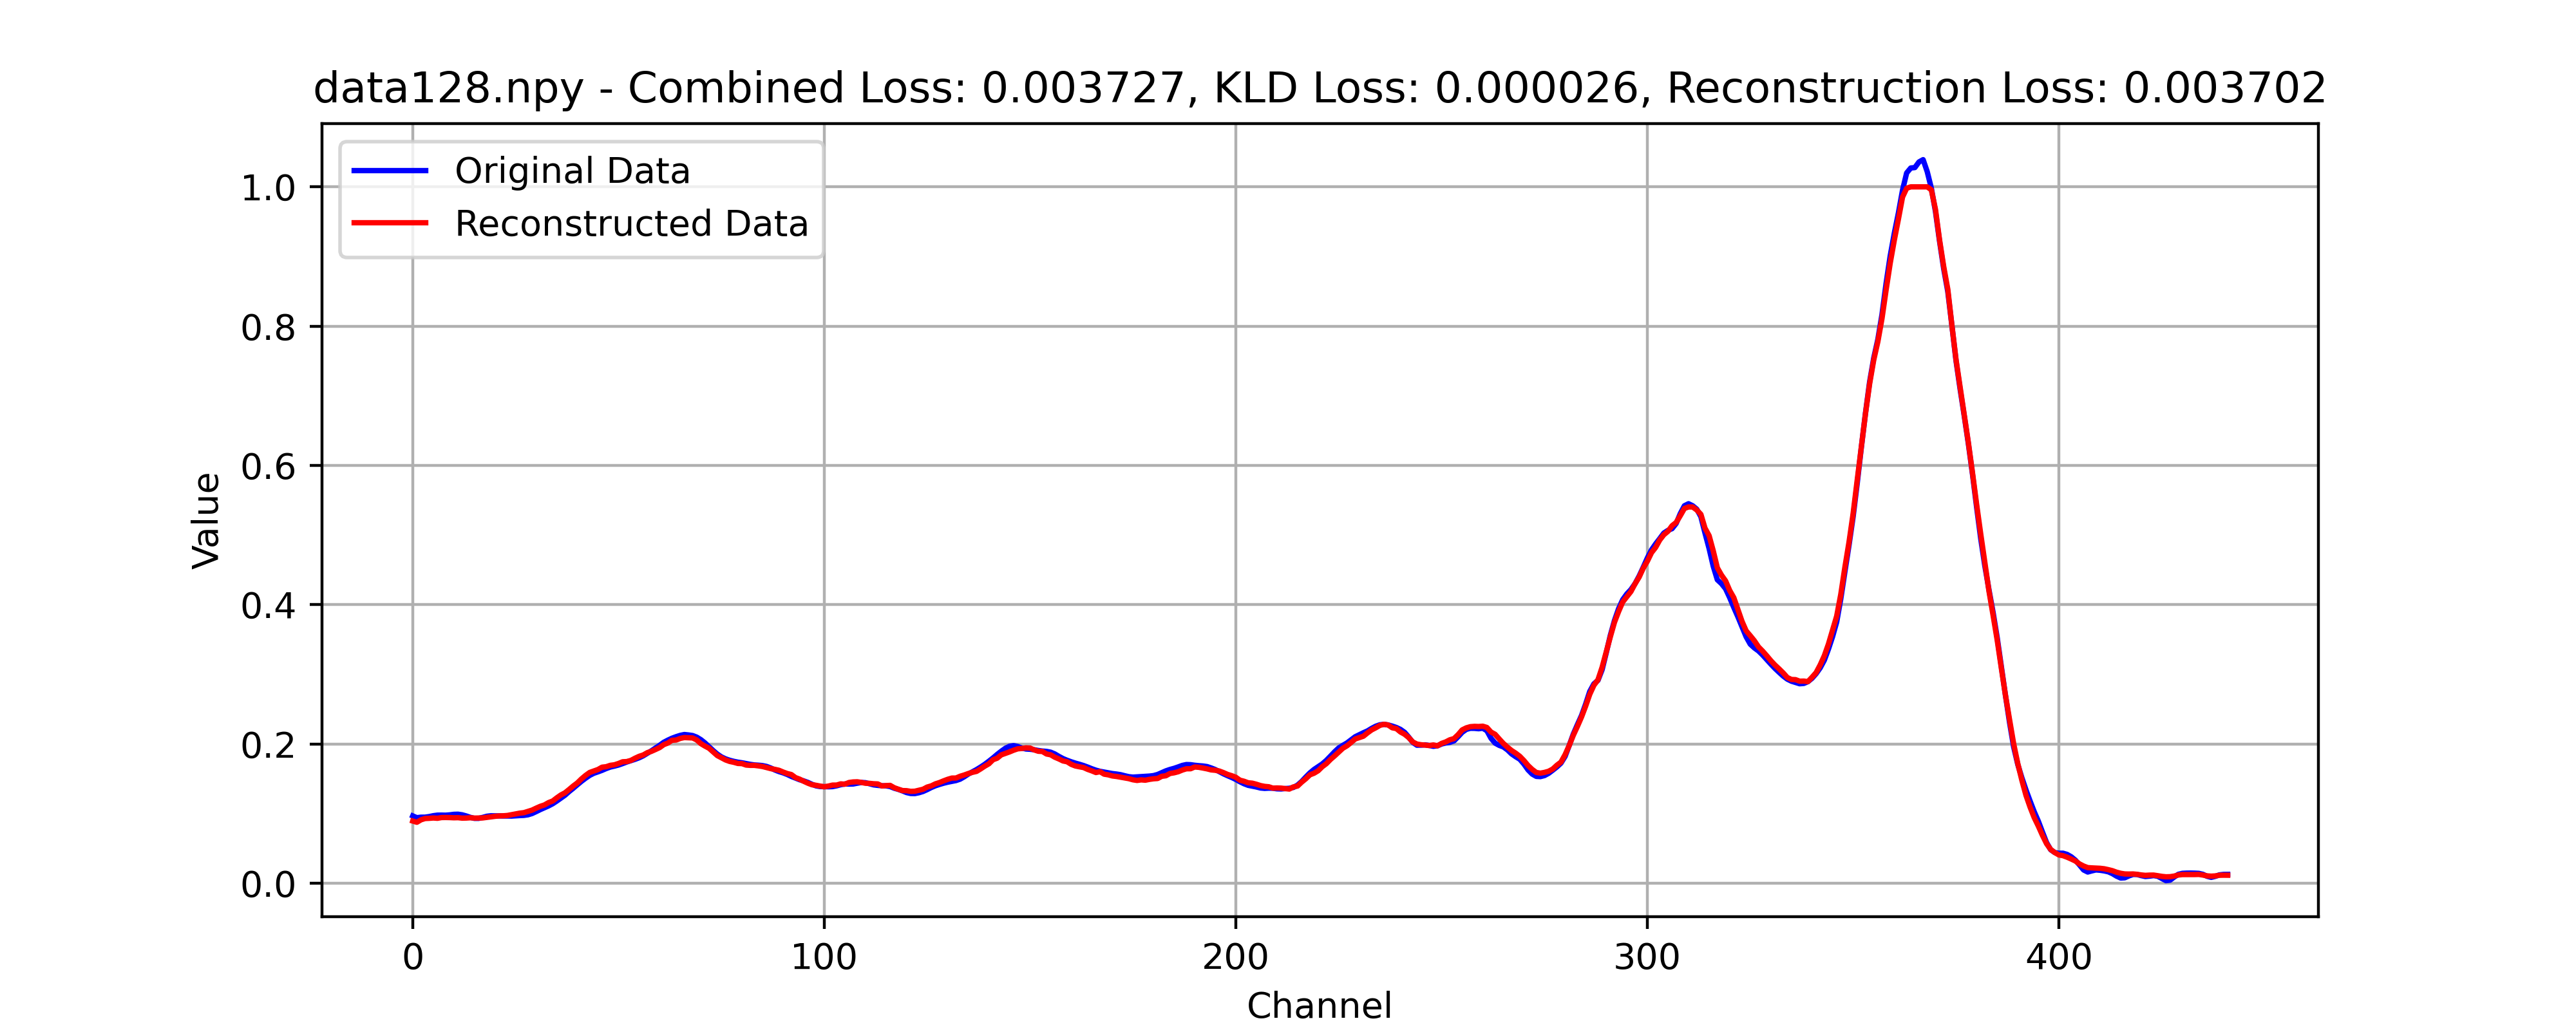 data128.npy - Combined Loss: 0.003727, KLD Loss: 0.000026, Reconstruction Loss: 0.003702
Original Data
Reconstructed Data
1.0
0.8
0.6
0.4
0.2
0.0
Value
0
100
200
300
400
Channel